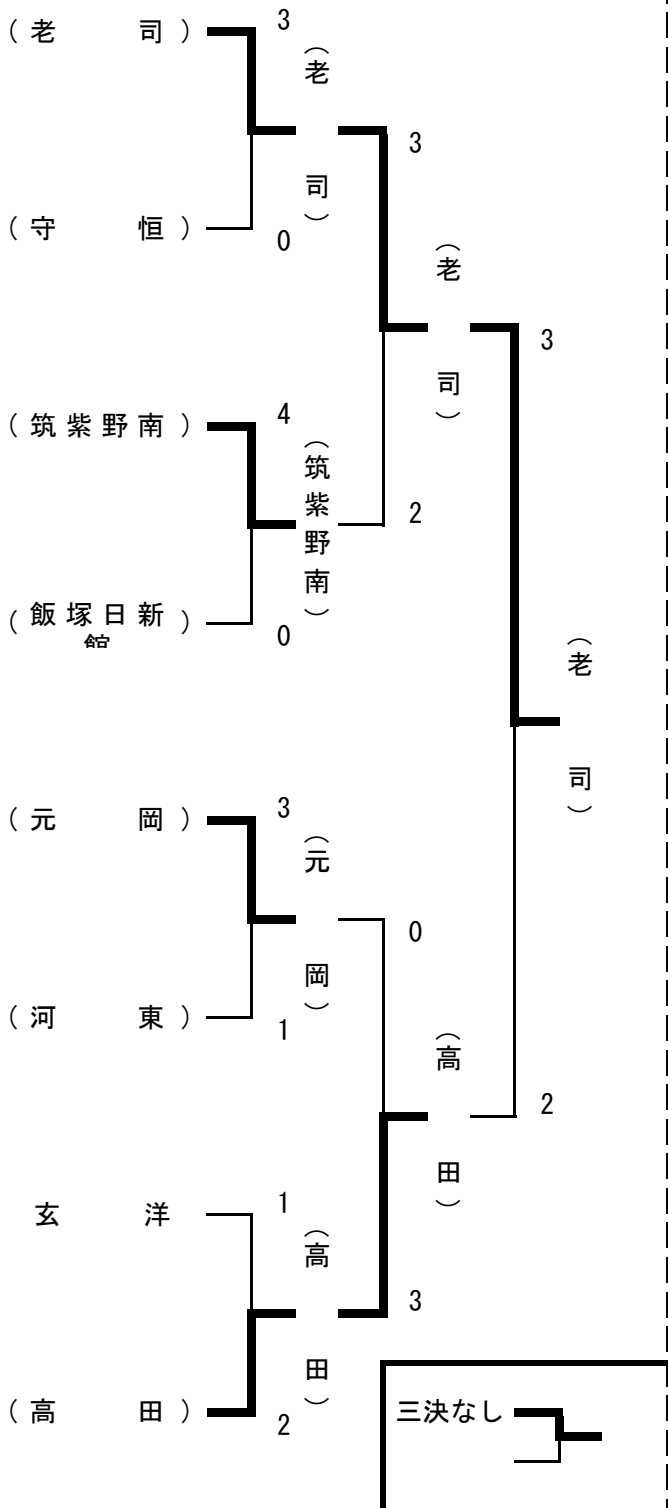 （老　司）
3
（老司）
3
（守　恒）
0
（老司）
3
（筑紫野南）
4
（筑紫野南）
2
（飯塚日新館）
0
（老司）
（元　岡）
3
（元岡）
0
（河　東）
1
（高田）
2
玄　洋
1
（高田）
3
（高　田）
2
三決なし